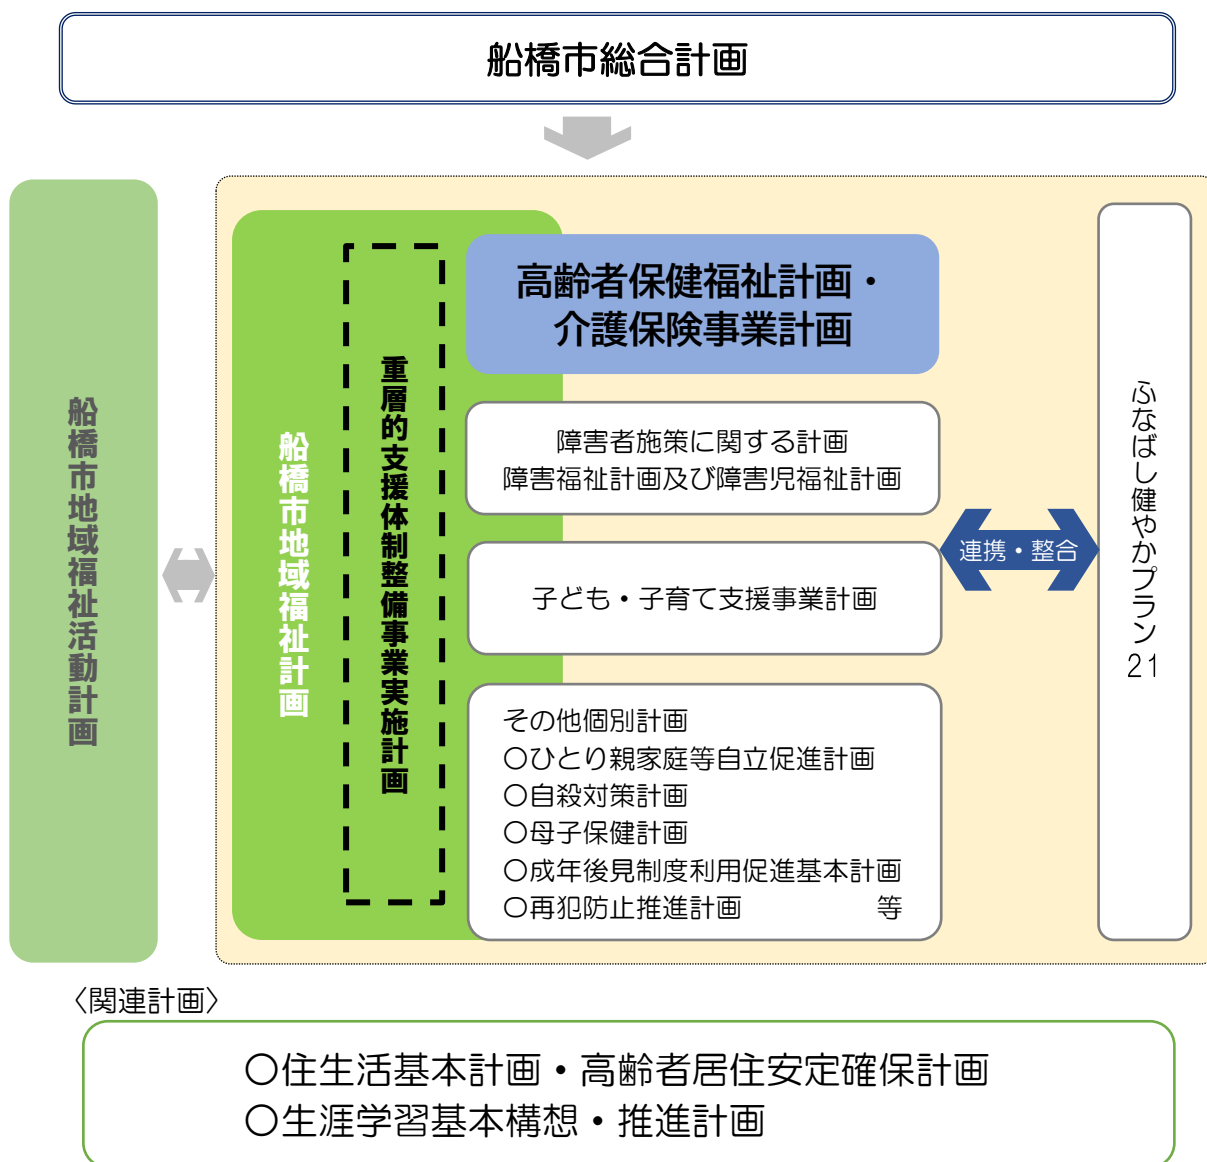 船橋市総合計画
船橋市地域福祉活動計画
船橋市地域福祉計画
重層的支援体制整備事業実施計画
高齢者保健福祉計画・
介護保険事業計画
障害者施策に関する計画
障害福祉計画及び障害児福祉計画
子ども・子育て支援事業計画
その他個別計画
〇ひとり親家庭等自立促進計画
〇自殺対策計画
〇母子保健計画
〇成年後見制度利用促進基本計画
〇再犯防止推進計画 等
連携・整合
ふなばし健やかプラン21
〈関連計画〉
〇住生活基本計画・高齢者居住安定確保計画
〇生涯学習基本構想・推進計画